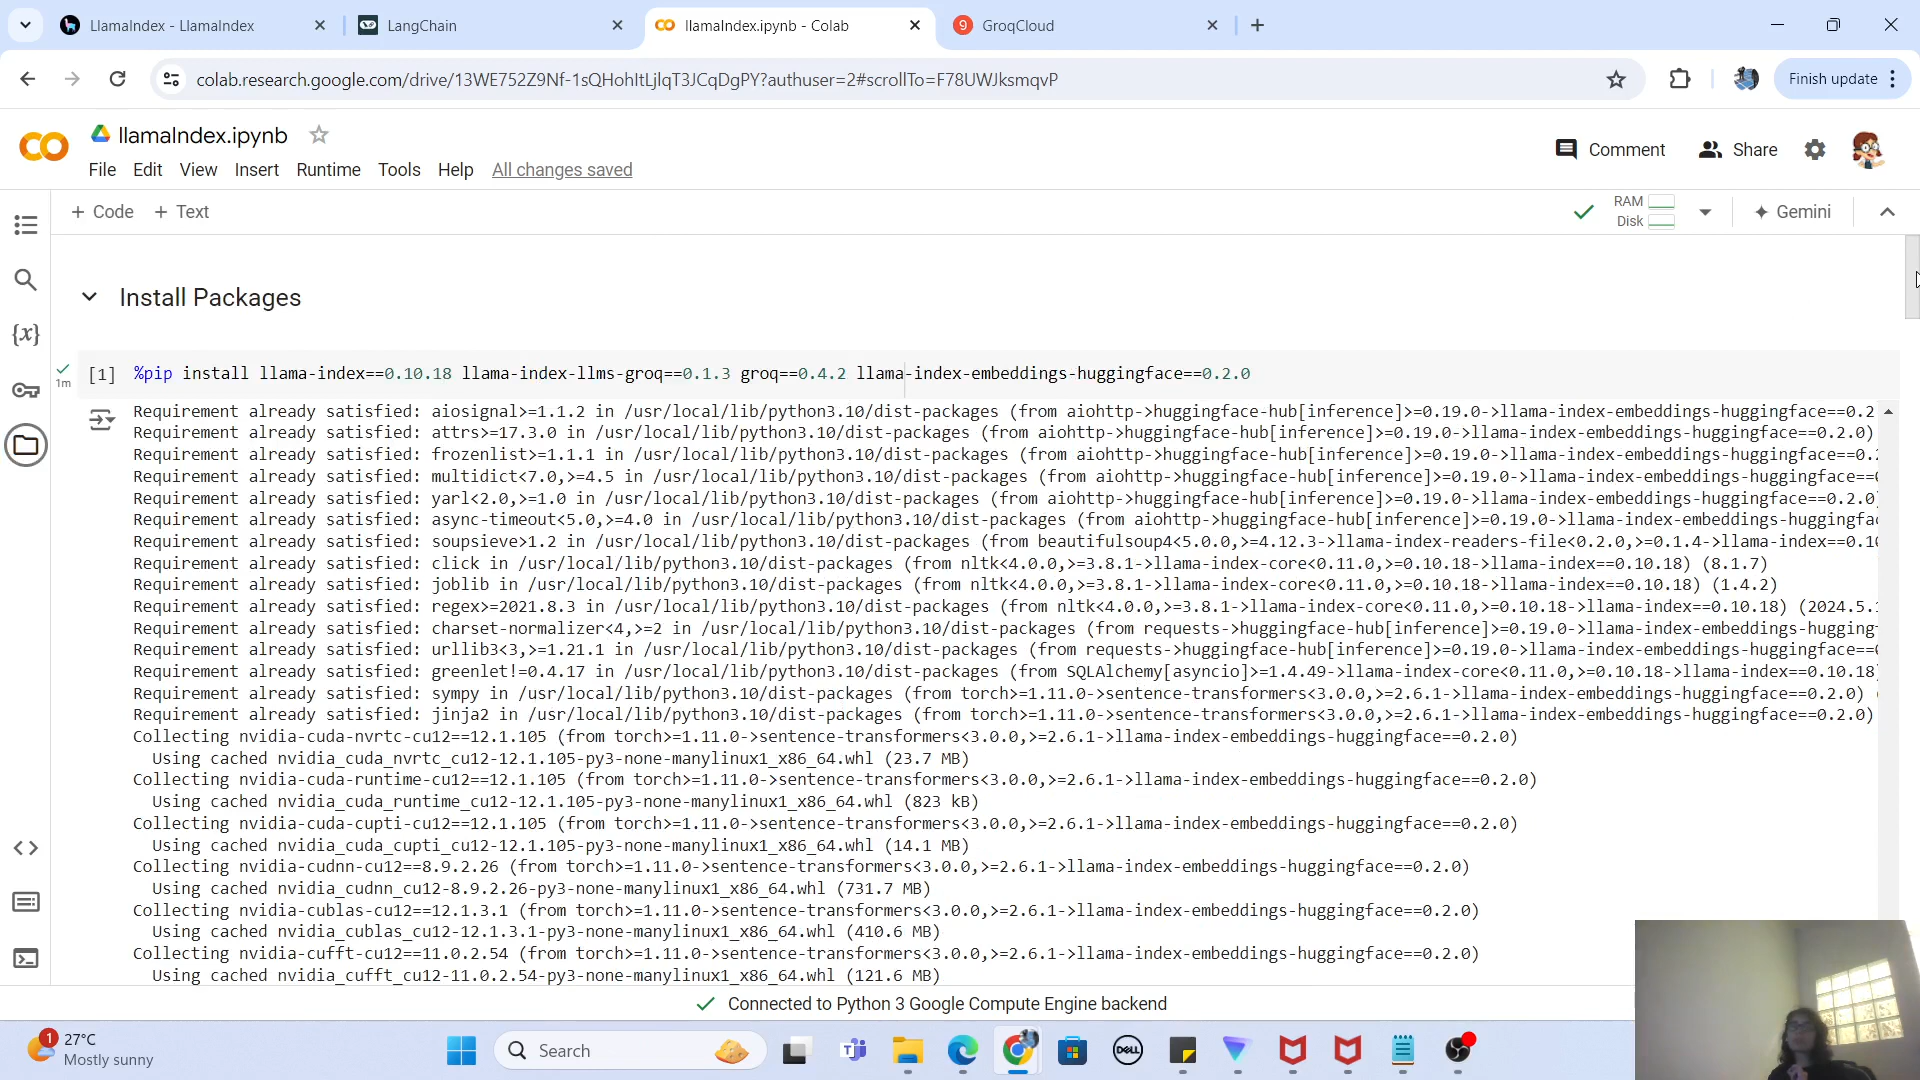 LlamaIndex - LlamaIndex
LangChain
llamaIndex.ipynb - Colab
9 GroqCloud
colab.research.google.com/drive/13WE752Z9Nf-1sQHohItLjlqT3JCqDgPY?authuser=2#scrollTo=F78UWJksmqvP
Finish update
llamaIndex.ipynb
Comment
Share
File Edit View Insert Runtime Tools Help All changes saved
+ Code + Text
RAM
Disk
Gemini
Install Packages
1m
[1] %pip install llama-index==0.10.18 llama-index-llms-groq==0.1.3 groq==0.4.2 llama-index-embeddings-huggingface==0.2.0
Requirement already satisfied: aiosignal>=1.1.2 in /usr/local/lib/python3.10/dist-packages (from aiohttp->huggingface-hub[inference]>=0.19.0->llama-index-embeddings-huggingface==0.2
Requirement already satisfied: attrs>=17.3.0 in /usr/local/lib/python3.10/dist-packages (from aiohttp->huggingface-hub[inference]>=0.19.0->llama-index-embeddings-huggingface==0.2.0)
Requirement already satisfied: frozenlist>=1.1.1 in /usr/local/lib/python3.10/dist-packages (from aiohttp->huggingface-hub[inference]>=0.19.0->llama-index-embeddings-huggingface==0.2
Requirement already satisfied: multidict<7.0,>=4.5 in /usr/local/lib/python3.10/dist-packages (from aiohttp->huggingface-hub[inference]>=0.19.0->llama-index-embeddings-huggingface==
Requirement already satisfied: yarl<2.0,>=1.0 in /usr/local/lib/python3.10/dist-packages (from aiohttp->huggingface-hub[inference]>=0.19.0->llama-index-embeddings-huggingface==0.2.0
Requirement already satisfied: async-timeout<5.0,>=4.0 in /usr/local/lib/python3.10/dist-packages (from aiohttp->huggingface-hub[inference]>=0.19.0->llama-index-embeddings-huggingfa
Requirement already satisfied: soupsieve>1.2 in /usr/local/lib/python3.10/dist-packages (from beautifulsoup4<5.0.0,>=4.12.3->llama-index-readers-file<0.2.0,>=0.1.4->llama-index==0.1
Requirement already satisfied: click in /usr/local/lib/python3.10/dist-packages (from nltk<4.0.0,>=3.8.1->llama-index-core<0.11.0,>=0.10.18->llama-index==0.10.18) (8.1.7)
Requirement already satisfied: joblib in /usr/local/lib/python3.10/dist-packages (from nltk<4.0.0,>=3.8.1->llama-index-core<0.11.0,>=0.10.18->llama-index==0.10.18) (1.4.2)
Requirement already satisfied: regex>=2021.8.3 in /usr/local/lib/python3.10/dist-packages (from nltk<4.0.0,>=3.8.1->llama-index-core<0.11.0,>=0.10.18->llama-index==0.10.18) (2024.5.
Requirement already satisfied: charset-normalizer<4,>=2 in /usr/local/lib/python3.10/dist-packages (from requests->huggingface-hub[inference]>=0.19.0->llama-index-embeddings-hugging
Requirement already satisfied: urllib3<3,>=1.21.1 in /usr/local/lib/python3.10/dist-packages (from requests->huggingface-hub[inference]>=0.19.0->llama-index-embeddings-huggingface==
Requirement already satisfied: greenlet!=0.4.17 in /usr/local/lib/python3.10/dist-packages (from SQLAlchemy[asyncio]>=1.4.49->llama-index-core<0.11.0,>=0.10.18->llama-index==0.10.18
Requirement already satisfied: sympy in /usr/local/lib/python3.10/dist-packages (from torch>=1.11.0->sentence-transformers<3.0.0,>=2.6.1->llama-index-embeddings-huggingface==0.2.0)
Requirement already satisfied: jinja2 in /usr/local/lib/python3.10/dist-packages (from torch>=1.11.0->sentence-transformers<3.0.0,>=2.6.1->llama-index-embeddings-huggingface==0.2.0)
Collecting nvidia-cuda-nvrtc-cu12==12.1.105 (from torch>=1.11.0->sentence-transformers<3.0.0,>=2.6.1->llama-index-embeddings-huggingface==0.2.0)
Using cached nvidia_cuda_nvrtc_cu12-12.1.105-py3-none-manylinux1_x86_64.whl (23.7 MB)
Collecting nvidia-cuda-runtime-cu12==12.1.105 (from torch>=1.11.0->sentence-transformers<3.0.0,>=2.6.1->llama-index-embeddings-huggingface==0.2.0)
Using cached nvidia_cuda_runtime_cu12-12.1.105-py3-none-manylinux1_x86_64.whl (823 kB)
Collecting nvidia-cuda-cupti-cu12==12.1.105 (from torch>=1.11.0->sentence-transformers<3.0.0,>=2.6.1->llama-index-embeddings-huggingface==0.2.0)
Using cached nvidia_cuda_cupti_cu12-12.1.105-py3-none-manylinux1_x86_64.whl (14.1 MB)
Collecting nvidia-cudnn-cu12==8.9.2.26 (from torch>=1.11.0->sentence-transformers<3.0.0,>=2.6.1->llama-index-embeddings-huggingface==0.2.0)
Using cached nvidia_cudnn_cu12-8.9.2.26-py3-none-manylinux1_x86_64.whl (731.7 MB)
Collecting nvidia-cublas-cu12==12.1.3.1 (from torch>=1.11.0->sentence-transformers<3.0.0,>=2.6.1->llama-index-embeddings-huggingface==0.2.0)
Using cached nvidia_cublas_cu12-12.1.3.1-py3-none-manylinux1_x86_64.whl (410.6 MB)
Collecting nvidia-cufft-cu12==11.0.2.54 (from torch>=1.11.0->sentence-transformers<3.0.0,>=2.6.1->llama-index-embeddings-huggingface==0.2.0)
Using cached nvidia_cufft_cu12-11.0.2.54-py3-none-manylinux1_x86_64.whl (121.6 MB)
Connected to Python 3 Google Compute Engine backend
1
27°C
Mostly sunny
Search
DELL